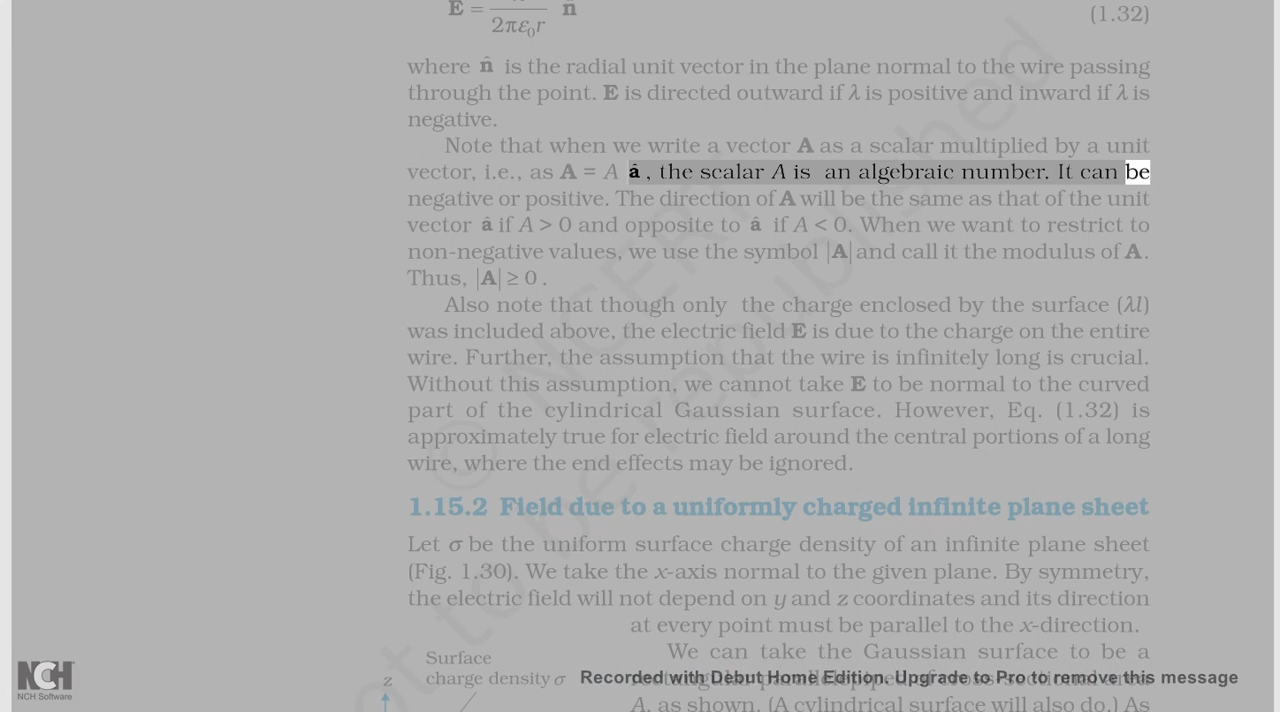 E = 2πε₀r n̂ (1.32)
where n̂ is the radial unit vector in the plane normal to the wire passing
through the point. E is directed outward if λ is positive and inward if λ is
negative.
Note that when we write a vector A as a scalar multiplied by a unit
vector, i.e., as A = A â , the scalar A is an algebraic number. It can be
negative or positive. The direction of A will be the same as that of the unit
vector â if A > 0 and opposite to â if A < 0. When we want to restrict to
non-negative values, we use the symbol |A| and call it the modulus of A.
Thus, |A| ≥ 0 .
Also note that though only the charge enclosed by the surface (λl)
was included above, the electric field E is due to the charge on the entire
wire. Further, the assumption that the wire is infinitely long is crucial.
Without this assumption, we cannot take E to be normal to the curved
part of the cylindrical Gaussian surface. However, Eq. (1.32) is
approximately true for electric field around the central portions of a long
wire, where the end effects may be ignored.
1.15.2 Field due to a uniformly charged infinite plane sheet
Let σ be the uniform surface charge density of an infinite plane sheet
(Fig. 1.30). We take the x-axis normal to the given plane. By symmetry,
the electric field will not depend on y and z coordinates and its direction
at every point must be parallel to the x-direction.
We can take the Gaussian surface to be a
A, as shown. (A cylindrical surface will also do.) As
Surface
charge density σ
z
© NCERT
not to be republished
NCH
NCH Software
Recorded with Debut Home Edition. Upgrade to Pro to remove this message